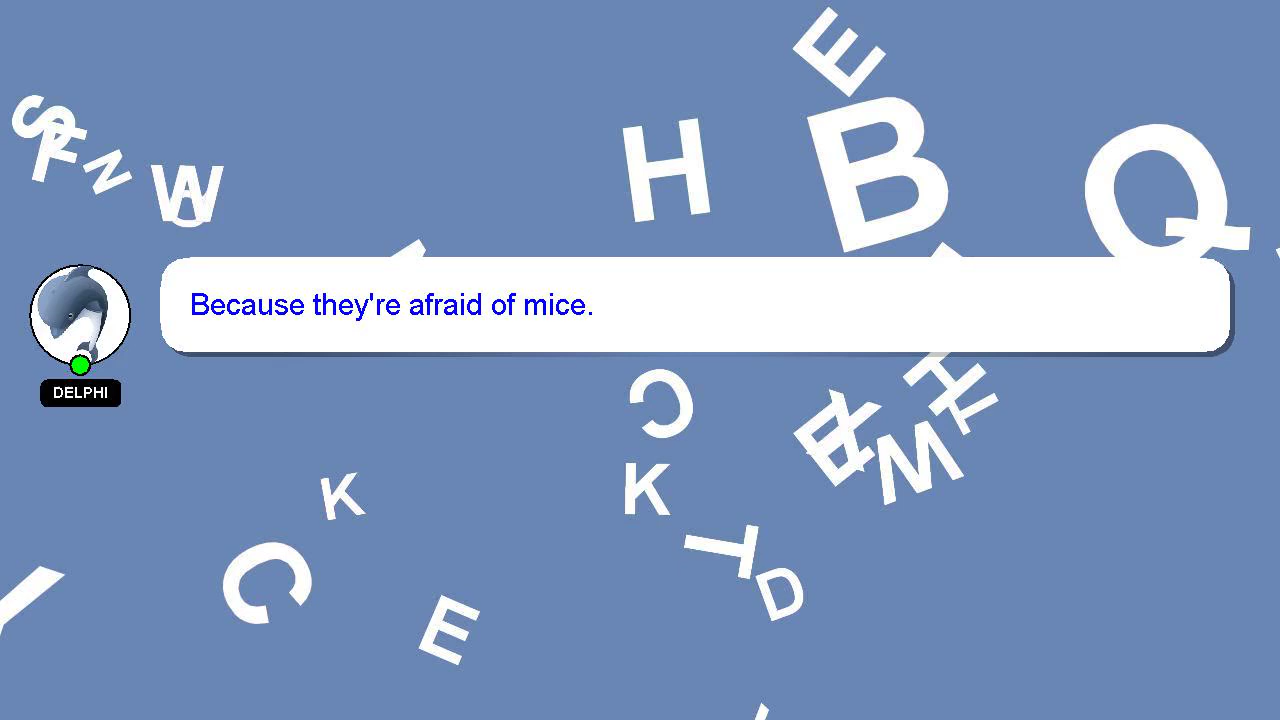 E
H
B
Q
S
F
N
W
Because they're afraid of mice.
DELPHI
C
H
E
M
K
K
T
D
C
E